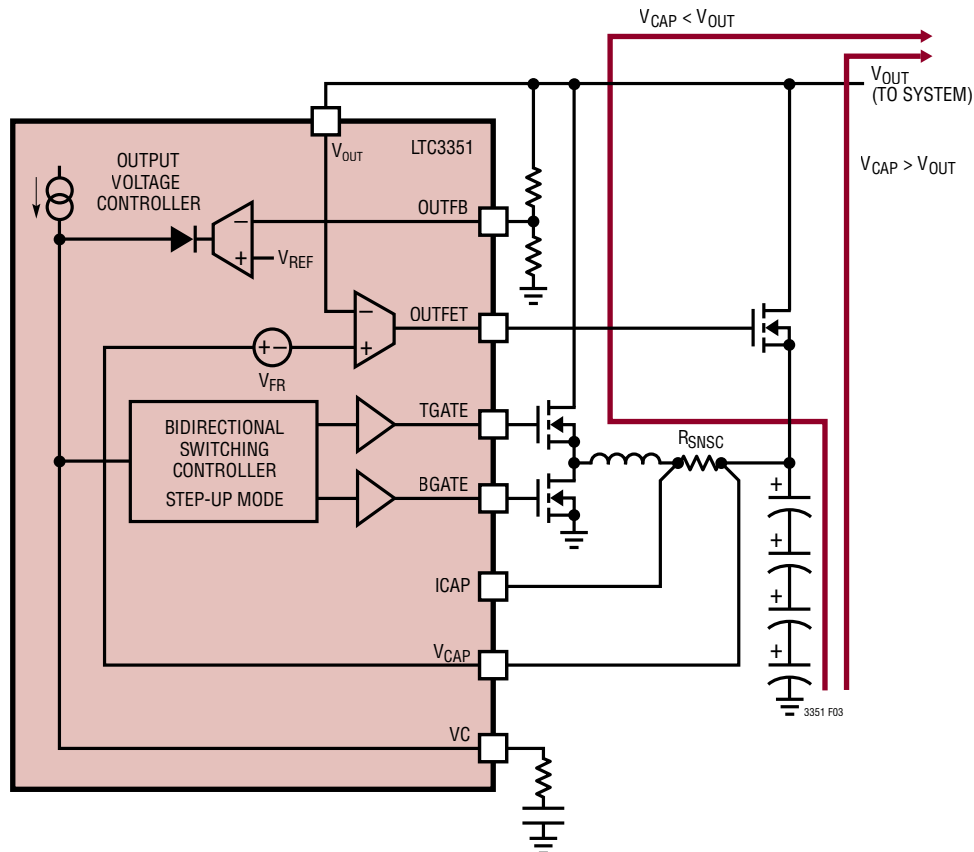 VCAP < VOUT
VOUT
(TO SYSTEM)
LTC3351
VOUT
OUTPUT
VOLTAGE
CONTROLLER
VCAP > VOUT
OUTFB
−
+
VREF
OUTFET
−
+
+−
VFR
TGATE
BIDIRECTIONAL
SWITCHING
CONTROLLER
STEP-UP MODE
RSNSC
BGATE
+
+
+
+
ICAP
VCAP
3351 F03
VC